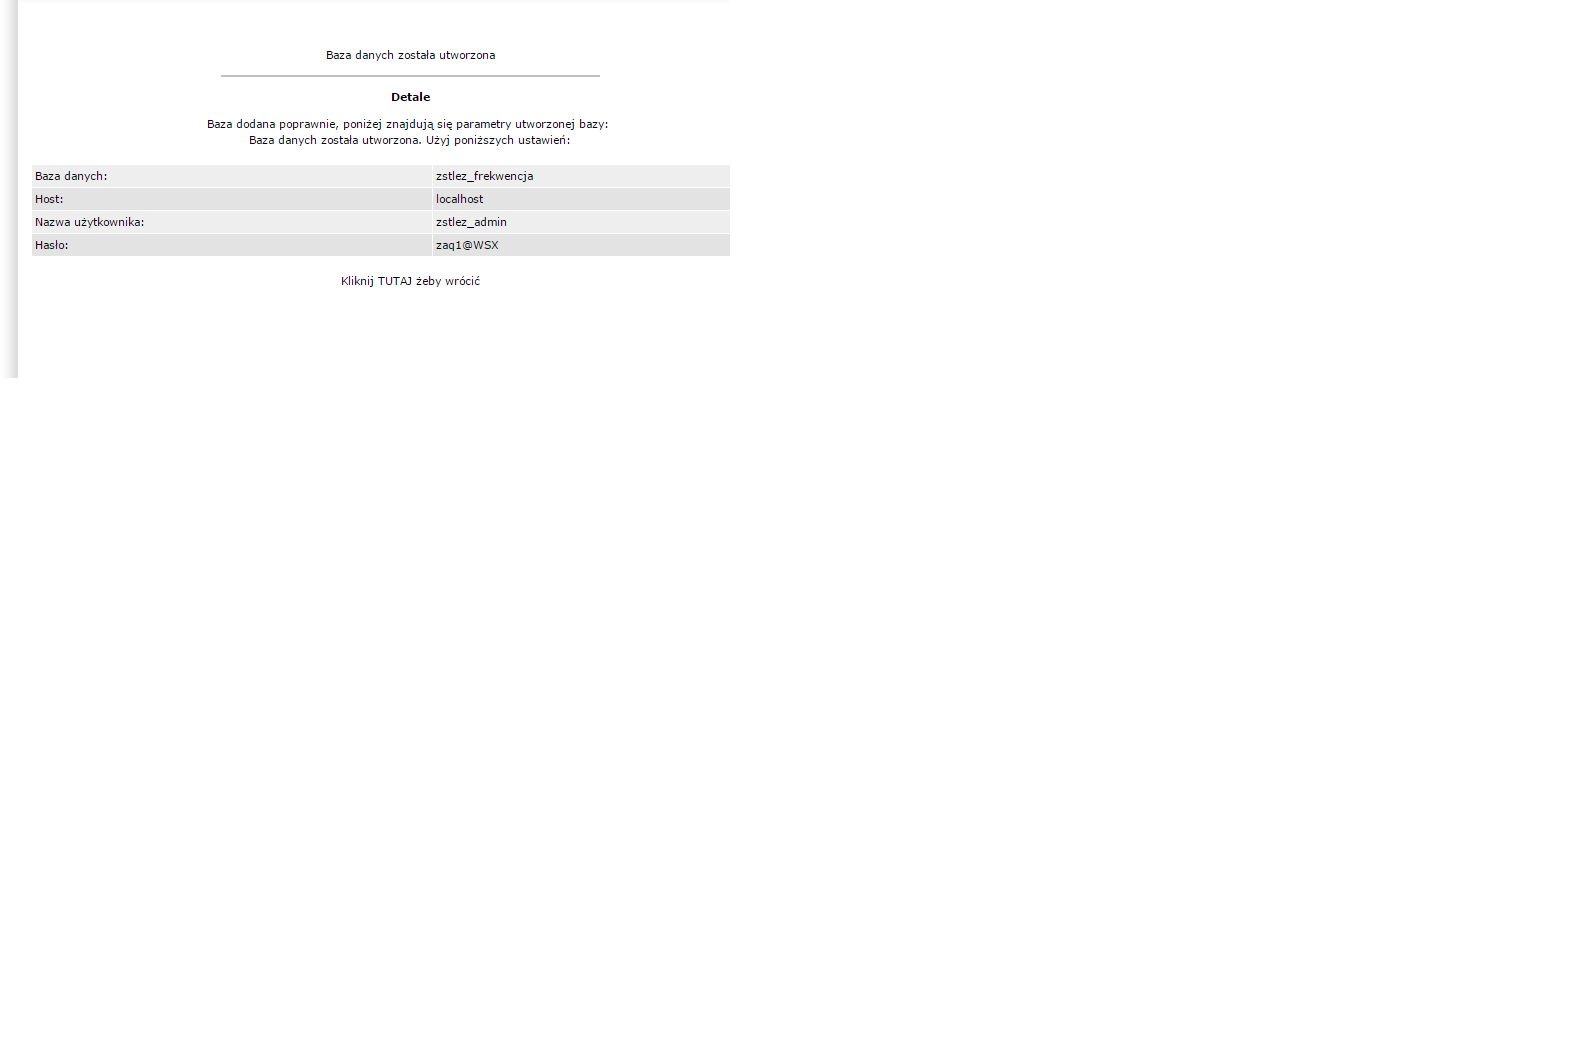 Baza danych została utworzona
Detale
Baza dodana poprawnie, poniżej znajdują się parametry utworzonej bazy:
Baza danych została utworzona. Użyj poniższych ustawień:
Baza danych: zstlez_frekwencja
Host: localhost
Nazwa użytkownika: zstlez_admin
Hasło: zaq1@WSX
Kliknij TUTAJ żeby wrócić